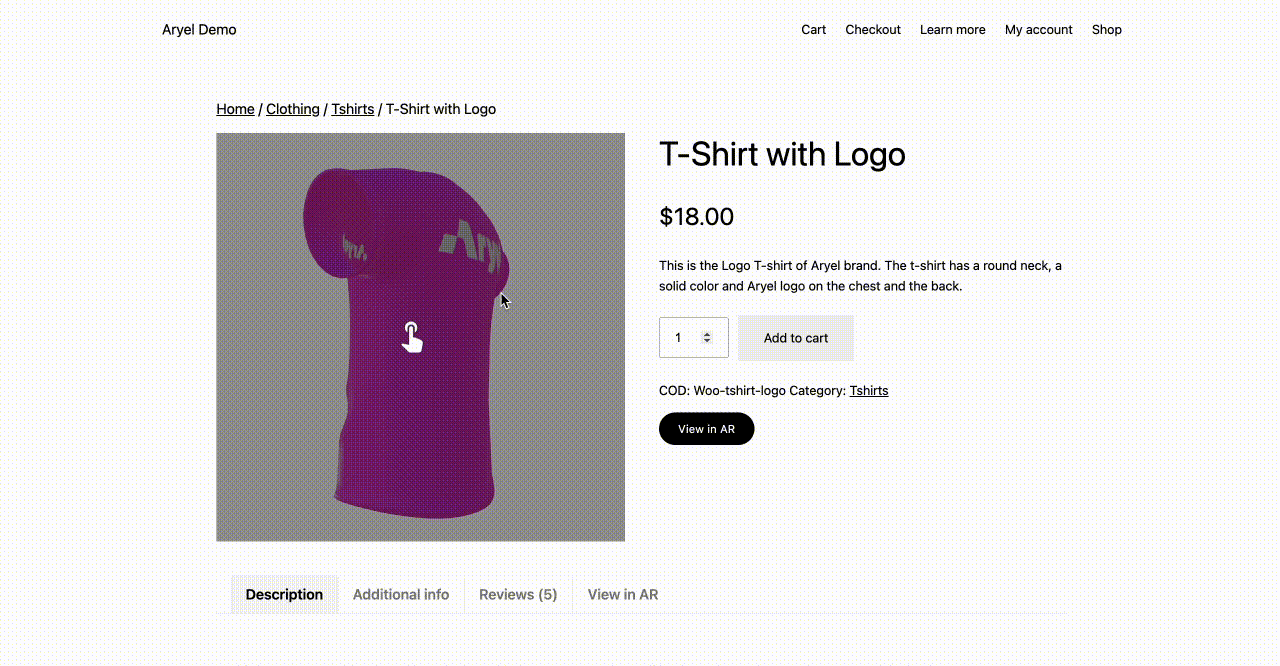 Aryel Demo
Cart Checkout Learn more My account Shop
Home / Clothing / Tshirts / T-Shirt with Logo
T-Shirt with Logo
$18.00
This is the Logo T-shirt of Aryel brand. The t-shirt has a round neck, a
solid color and Aryel logo on the chest and the back.
1 Add to cart
COD: Woo-tshirt-logo Category: Tshirts
View in AR
Description Additional info Reviews (5) View in AR